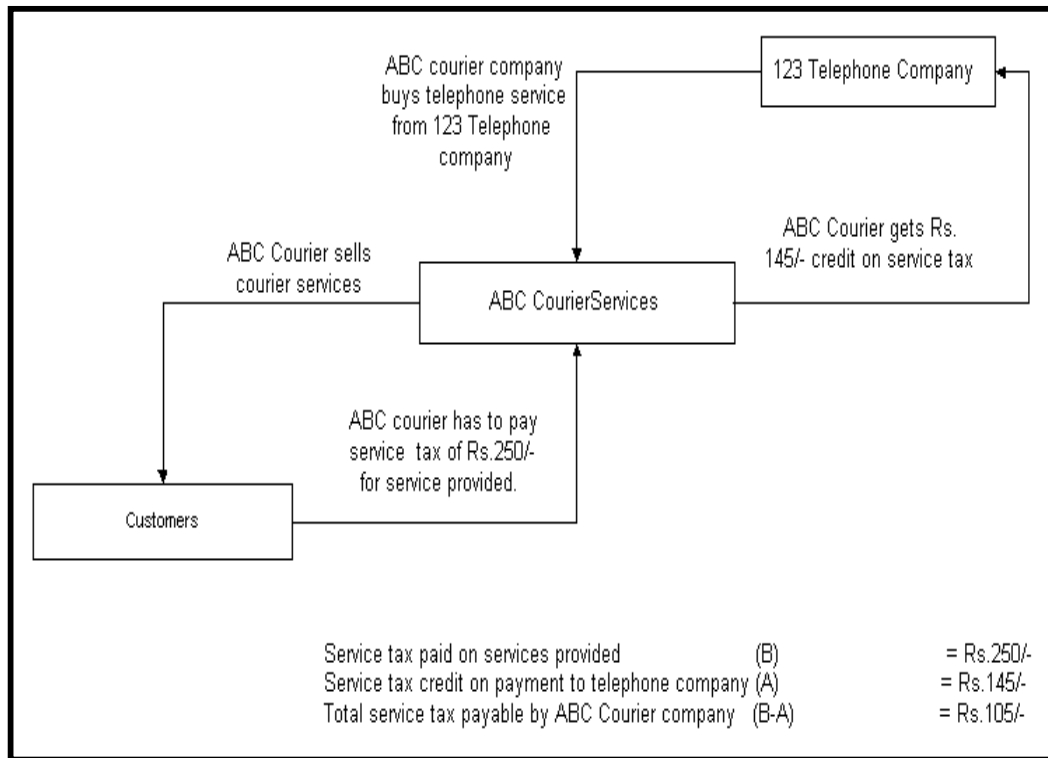 123 Telephone Company
ABC courier company
buys telephone service
from 123 Telephone
company
ABC Courier gets Rs.
145/- credit on service tax
ABC Courier sells
courier services
ABC CourierServices
ABC courier has to pay
service tax of Rs.250/-
for service provided.
Customers
Service tax paid on services provided (B) = Rs.250/-
Service tax credit on payment to telephone company (A) = Rs.145/-
Total service tax payable by ABC Courier company (B-A) = Rs.105/-